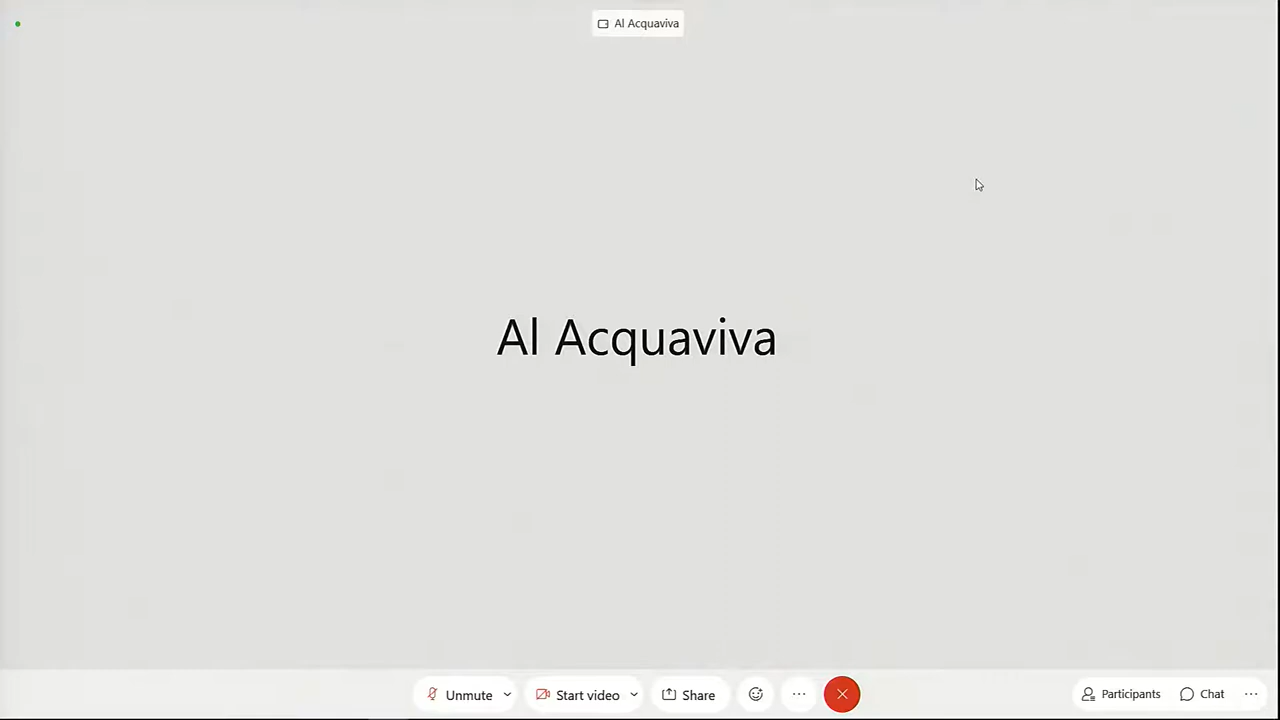 Al Acquaviva
Al Acquaviva
Unmute
Start video
Share
Participants
Chat